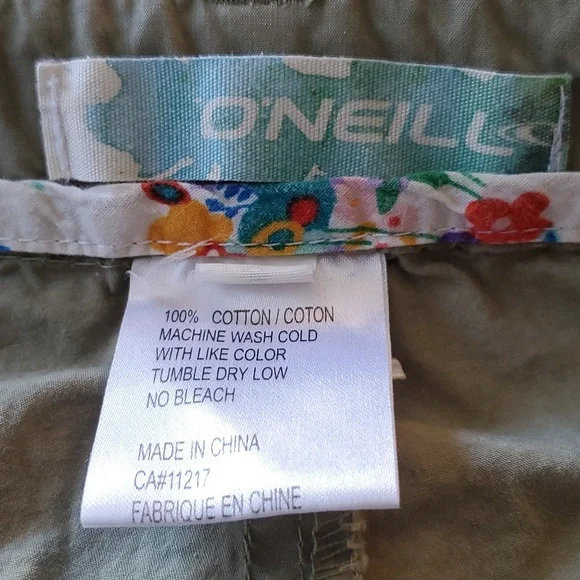 O'NEILL
100% COTTON / COTON
MACHINE WASH COLD
WITH LIKE COLOR
TUMBLE DRY LOW
NO BLEACH
MADE IN CHINA
CA#11217
FABRIQUE EN CHINE